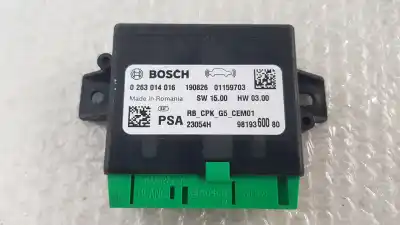 BOSCH
0 263 014 016 190826 01159703
Made in Romania SW 15.00 HW 03.00
RB_CPK_G5_CEM01
PSA 23054H 98193600 80